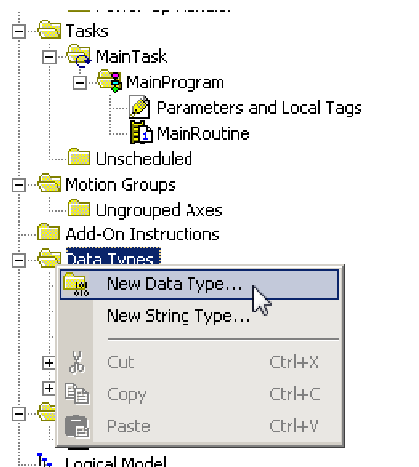 Tasks
MainTask
MainProgram
Parameters and Local Tags
MainRoutine
Unscheduled
Motion Groups
Ungrouped Axes
Add-On Instructions
Data Types
New Data Type...
New String Type...
Cut Ctrl+X
Copy Ctrl+C
Paste Ctrl+V
Logical Model